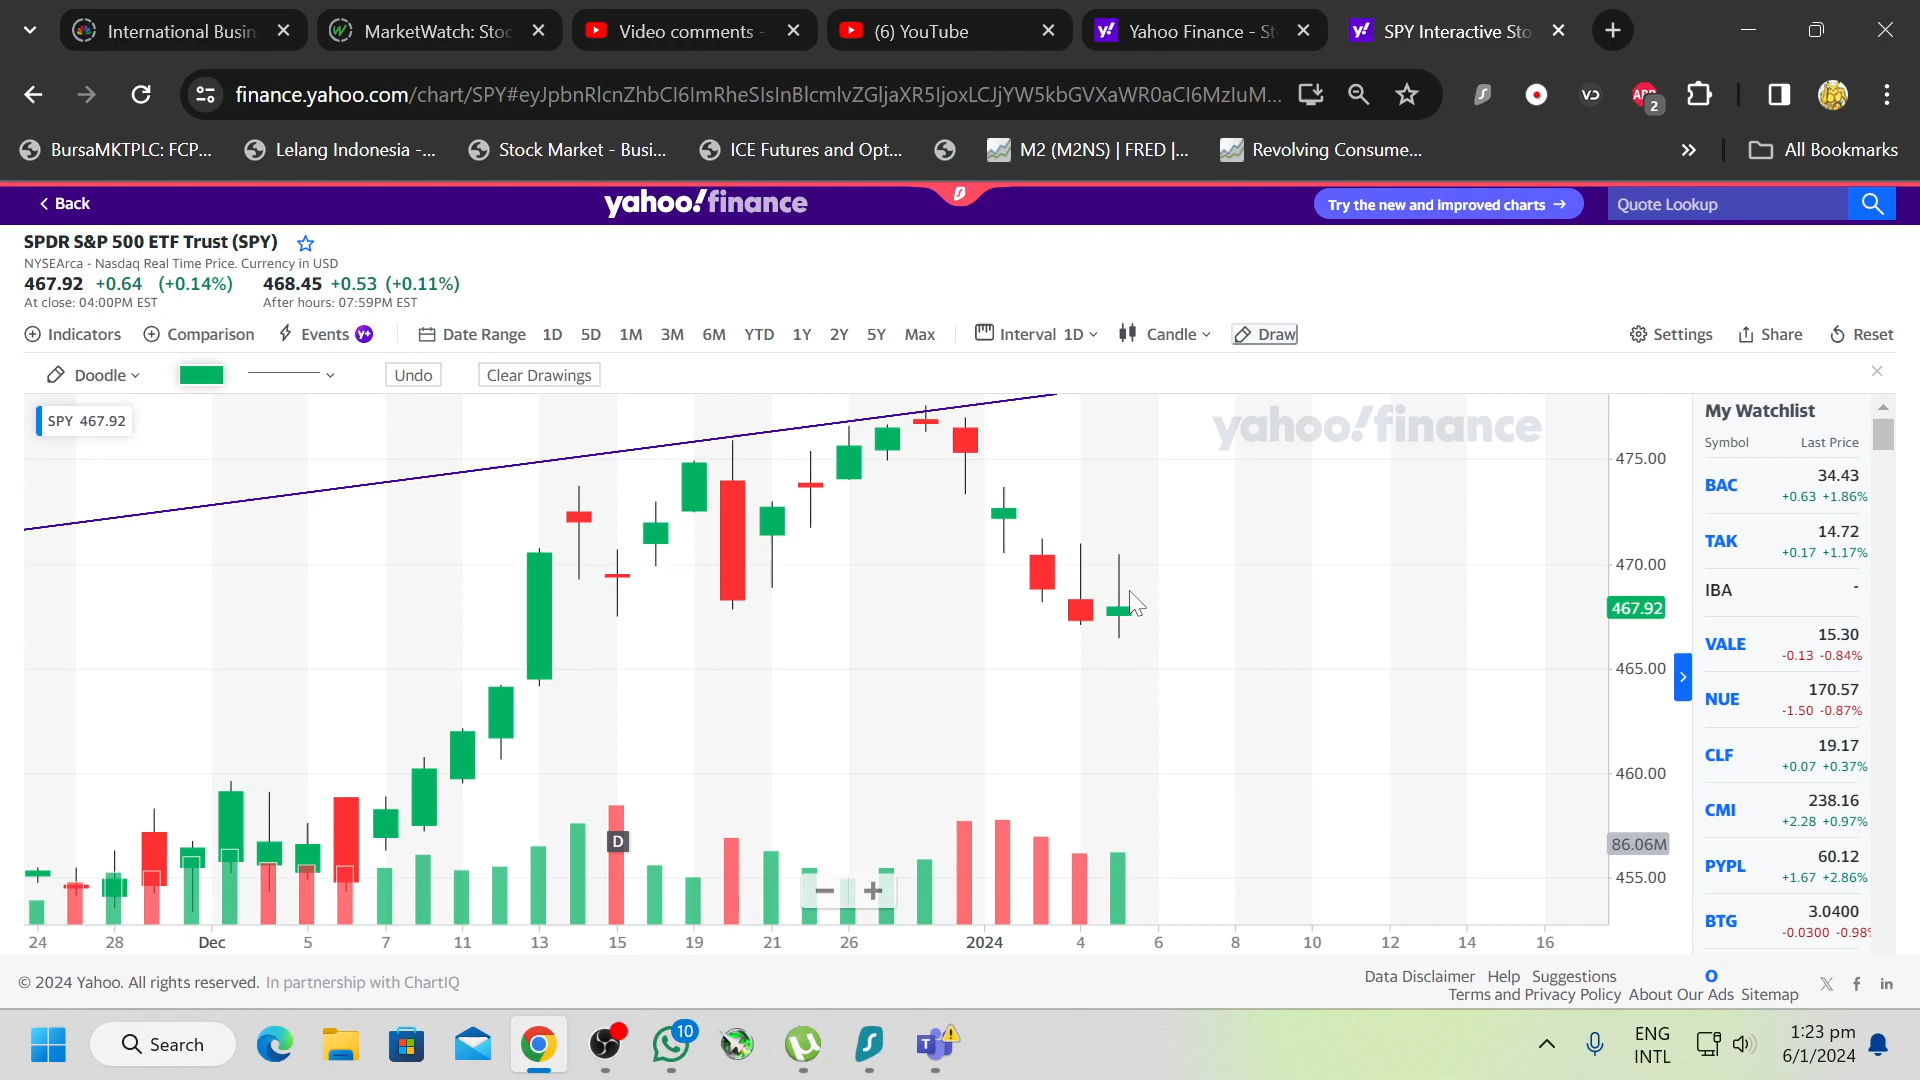 International Busin
MarketWatch: Stoc
Video comments -
(6) YouTube
Yahoo Finance - St
SPY Interactive Sto
finance.yahoo.com/chart/SPY#eyJpbnRlcnZhbCI6ImRheSIsInBlcmlvZGljaXR5IjoxLCJjYW5kbGVXaWR0aCI6MzIuM...
VD
ABP
2
BursaMKTPLC: FCP...
Lelang Indonesia -...
Stock Market - Busi...
ICE Futures and Opt...
M2 (M2NS) | FRED |...
Revolving Consume...
»
All Bookmarks
Back
yahoo!finance
Try the new and improved charts →
Quote Lookup
SPDR S&P 500 ETF Trust (SPY)
NYSEArca - Nasdaq Real Time Price. Currency in USD
467.92 +0.64 (+0.14%) 468.45 +0.53 (+0.11%)
At close: 04:00PM EST After hours: 07:59PM EST
Indicators
Comparison
Events y+
Date Range 1D 5D 1M 3M 6M YTD 1Y 2Y 5Y Max
Interval 1D
Candle
Draw
Settings
Share
Reset
Doodle
Undo
Clear Drawings
SPY 467.92
yahoo!finance
475.00
470.00
467.92
465.00
460.00
86.06M
455.00
D
− +
24 28 Dec 5 7 11 13 15 19 21 26 2024 4 6 8 10 12 14 16
My Watchlist
Symbol Last Price
BAC 34.43
+0.63 +1.86%
TAK 14.72
+0.17 +1.17%
IBA -
VALE 15.30
-0.13 -0.84%
NUE 170.57
-1.50 -0.87%
CLF 19.17
+0.07 +0.37%
CMI 238.16
+2.28 +0.97%
PYPL 60.12
+1.67 +2.86%
BTG 3.0400
-0.0300 -0.98%
O
© 2024 Yahoo. All rights reserved. In partnership with ChartIQ
Data Disclaimer Help Suggestions
Terms and Privacy Policy About Our Ads Sitemap
Search
10
T
ENG
INTL
1:23 pm
6/1/2024